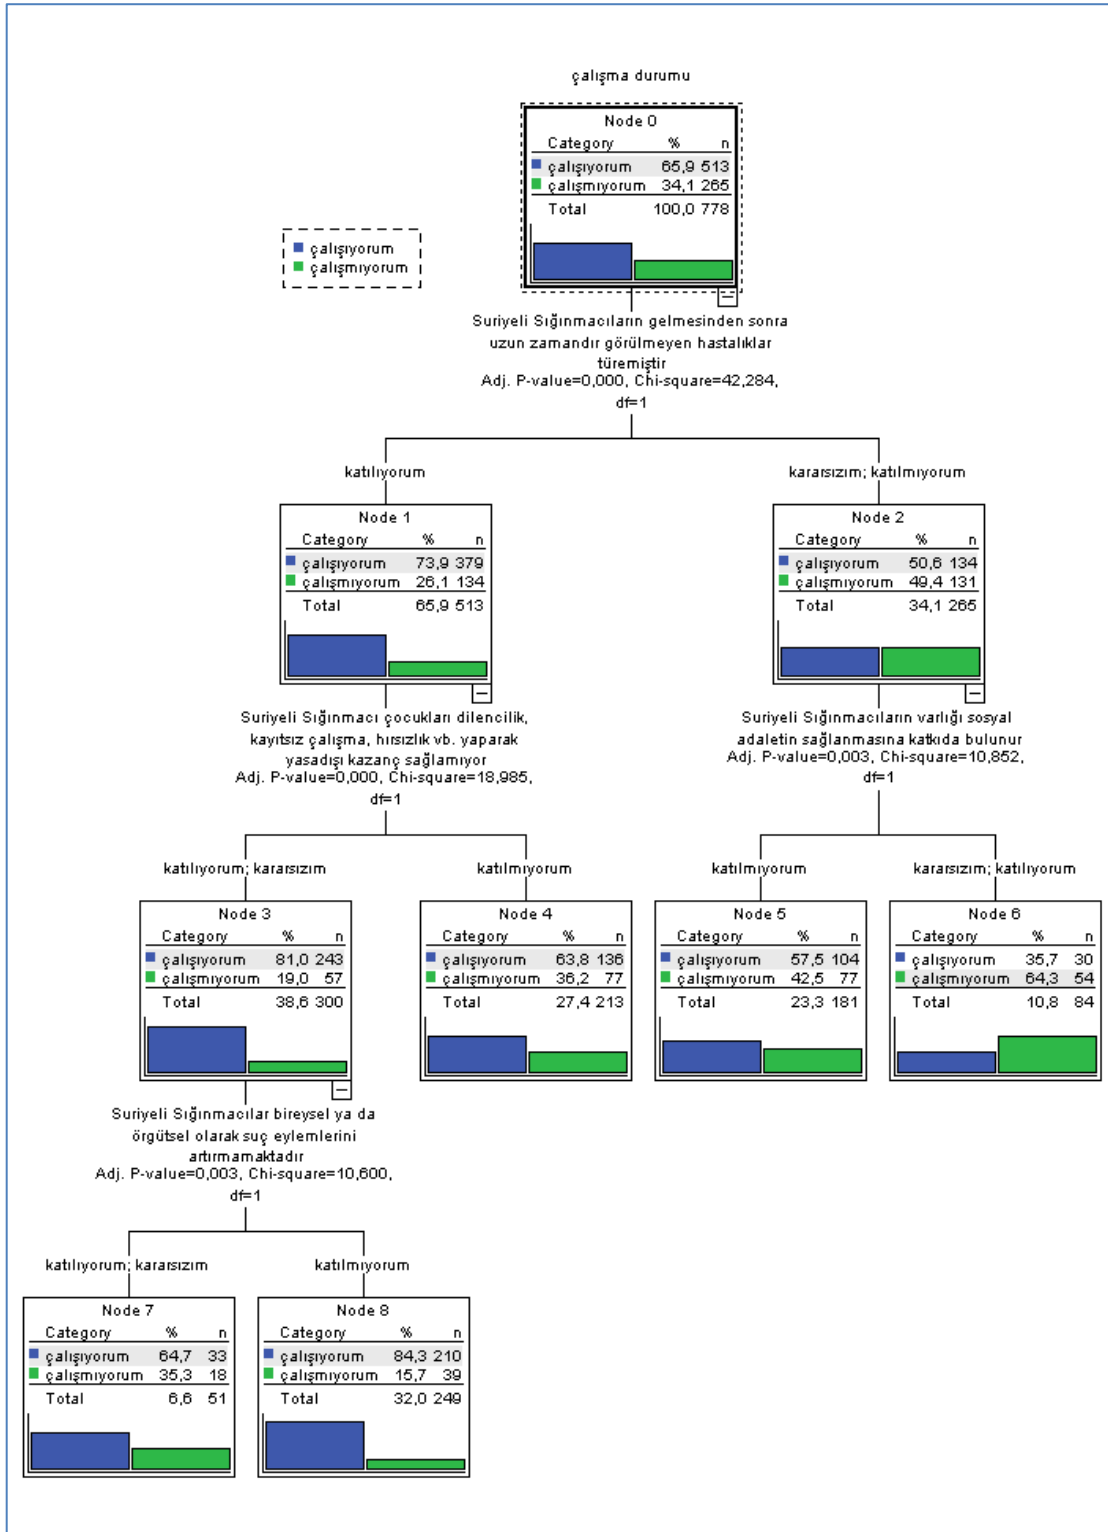 çalışma durumu
Node 0
Category % n
çalışıyorum 65,9 513
çalışmıyorum 34,1 265
Total 100,0 778
çalışıyorum
çalışmıyorum
Suriyeli Sığınmacıların gelmesinden sonra
uzun zamandır görülmeyen hastalıklar
türemiştir
Adj. P-value=0,000, Chi-square=42,284,
df=1
katılıyorum
kararsızım; katılmıyorum
Node 1
Category % n
çalışıyorum 73,9 379
çalışmıyorum 26,1 134
Total 65,9 513
Node 2
Category % n
çalışıyorum 50,6 134
çalışmıyorum 49,4 131
Total 34,1 265
Suriyeli Sığınmacı çocukları dilencilik,
kayıtsız çalışma, hırsızlık vb. yaparak
yasadışı kazanç sağlamıyor
Adj. P-value=0,000, Chi-square=18,985,
df=1
Suriyeli Sığınmacıların varlığı sosyal
adaletin sağlanmasına katkıda bulunur
Adj. P-value=0,003, Chi-square=10,852,
df=1
katılıyorum; kararsızım
katılmıyorum
katılmıyorum
kararsızım; katılıyorum
Node 3
Category % n
çalışıyorum 81,0 243
çalışmıyorum 19,0 57
Total 38,6 300
Node 4
Category % n
çalışıyorum 63,8 136
çalışmıyorum 36,2 77
Total 27,4 213
Node 5
Category % n
çalışıyorum 57,5 104
çalışmıyorum 42,5 77
Total 23,3 181
Node 6
Category % n
çalışıyorum 35,7 30
çalışmıyorum 64,3 54
Total 10,8 84
Suriyeli Sığınmacılar bireysel ya da
örgütsel olarak suç eylemlerini
artırmamaktadır
Adj. P-value=0,003, Chi-square=10,600,
df=1
katılıyorum; kararsızım
katılmıyorum
Node 7
Category % n
çalışıyorum 64,7 33
çalışmıyorum 35,3 18
Total 6,6 51
Node 8
Category % n
çalışıyorum 84,3 210
çalışmıyorum 15,7 39
Total 32,0 249